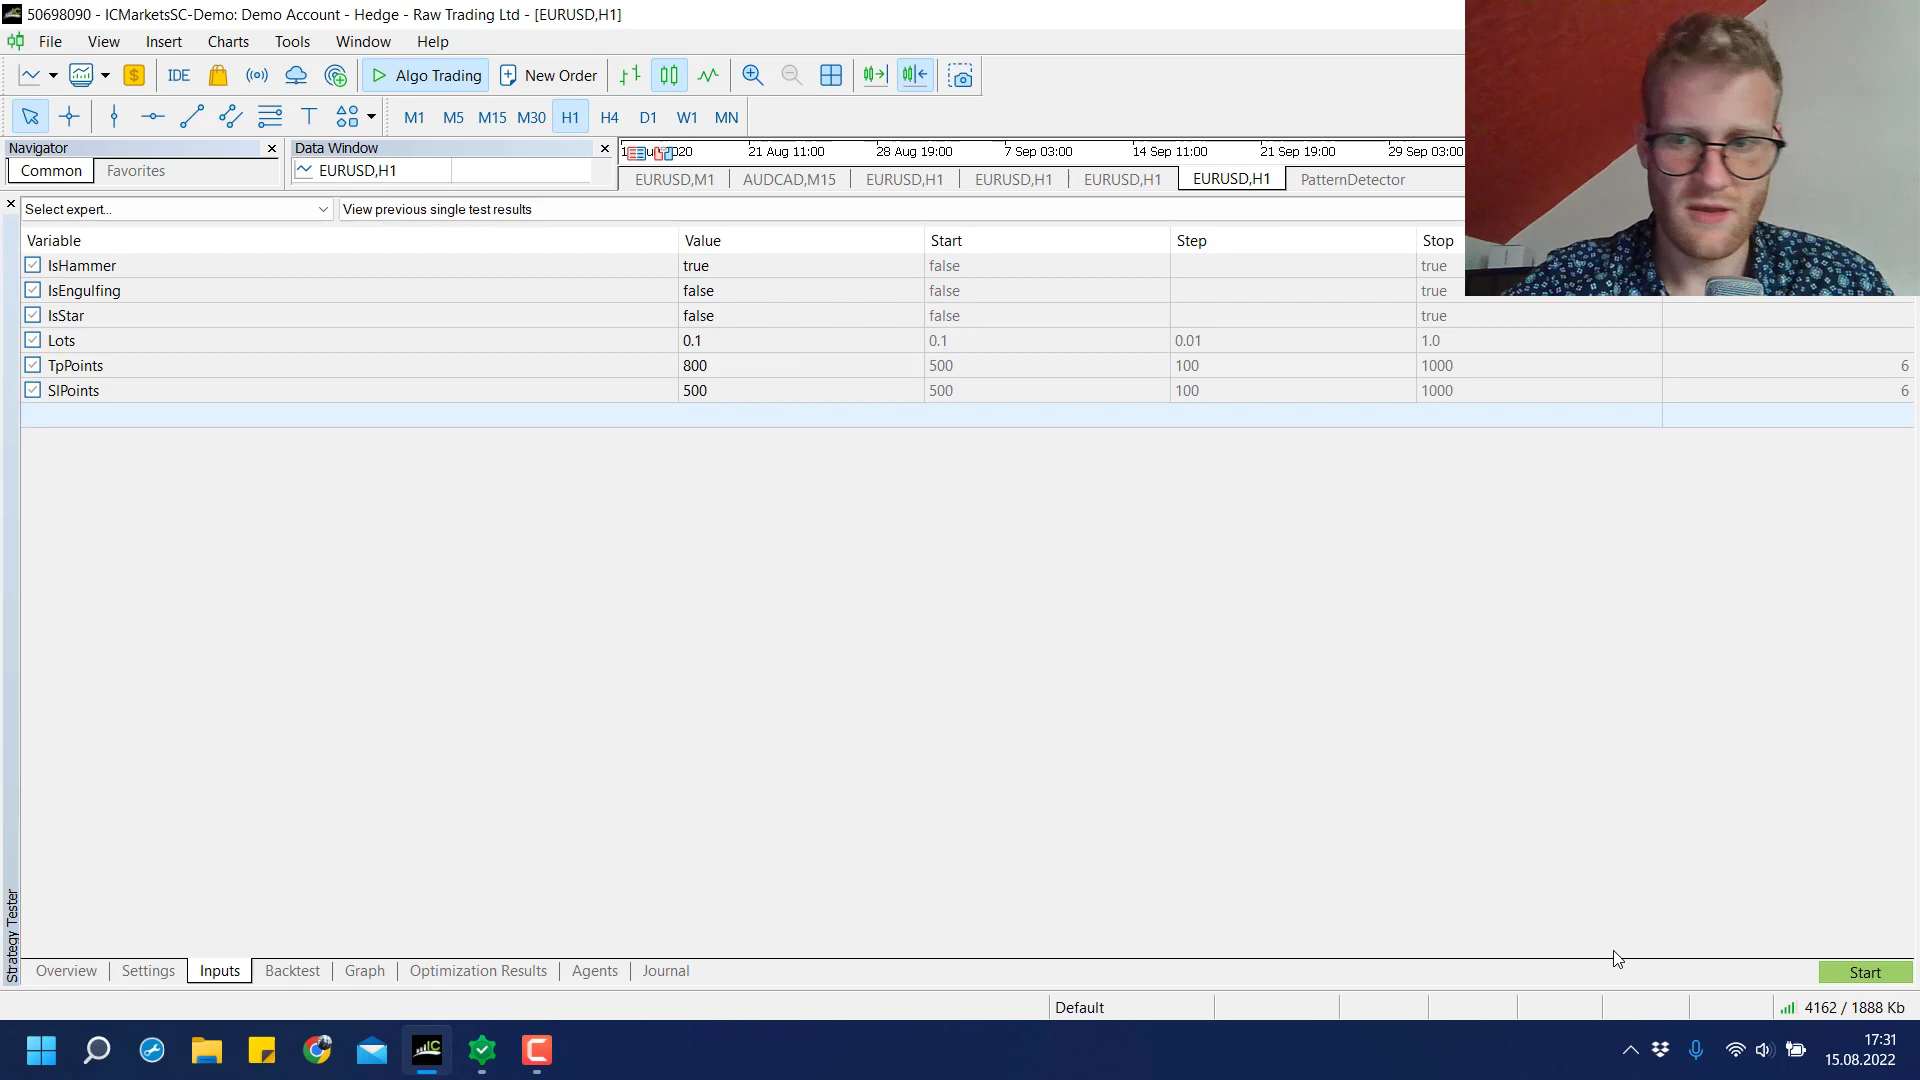 50698090 - ICMarketsSC-Demo: Demo Account - Hedge - Raw Trading Ltd - [EURUSD,H1]
File View Insert Charts Tools Window Help
IDE Algo Trading New Order
M1 M5 M15 M30 H1 H4 D1 W1 MN
Navigator
Common Favorites
Data Window
EURUSD,H1
21 Aug 11:00 28 Aug 19:00 7 Sep 03:00 14 Sep 11:00 21 Sep 19:00 29 Sep 03:00
EURUSD,M1 AUDCAD,M15 EURUSD,H1 EURUSD,H1 EURUSD,H1 EURUSD,H1 PatternDetector
Select expert... View previous single test results
Variable Value Start Step Stop
IsHammer true false true
IsEngulfing false false true
IsStar false false true
Lots 0.1 0.1 0.01 1.0
TpPoints 800 500 100 1000 6
SlPoints 500 500 100 1000 6
Strategy Tester
Overview Settings Inputs Backtest Graph Optimization Results Agents Journal Start
Default 4162 / 1888 Kb
IC
17:31
15.08.2022